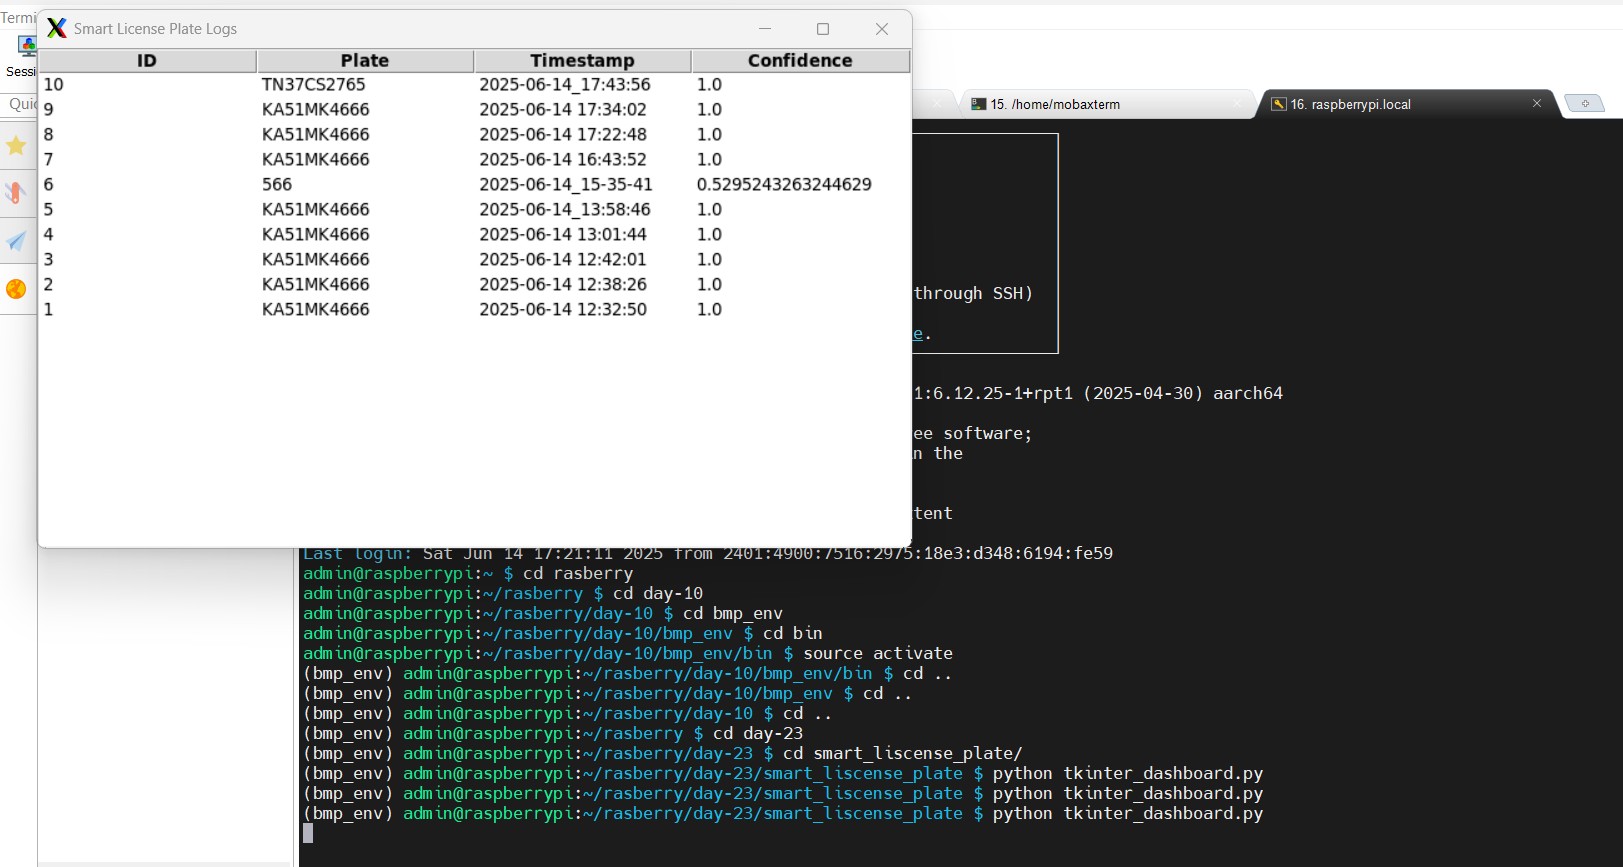 Termi
Smart License Plate Logs
Sessi
Quic
ID Plate Timestamp Confidence
10 TN37CS2765 2025-06-14_17:43:56 1.0
9 KA51MK4666 2025-06-14 17:34:02 1.0
8 KA51MK4666 2025-06-14 17:22:48 1.0
7 KA51MK4666 2025-06-14 16:43:52 1.0
6 566 2025-06-14_15-35-41 0.5295243263244629
5 KA51MK4666 2025-06-14_13:58:46 1.0
4 KA51MK4666 2025-06-14 13:01:44 1.0
3 KA51MK4666 2025-06-14 12:42:01 1.0
2 KA51MK4666 2025-06-14 12:38:26 1.0
1 KA51MK4666 2025-06-14 12:32:50 1.0
15. /home/mobaxterm
16. raspberrypi.local
through SSH)
e.
1:6.12.25-1+rpt1 (2025-04-30) aarch64
ee software;
n the
tent
Last login: Sat Jun 14 17:21:11 2025 from 2401:4900:7516:2975:18e3:d348:6194:fe59
admin@raspberrypi:~ $ cd rasberry
admin@raspberrypi:~/rasberry $ cd day-10
admin@raspberrypi:~/rasberry/day-10 $ cd bmp_env
admin@raspberrypi:~/rasberry/day-10/bmp_env $ cd bin
admin@raspberrypi:~/rasberry/day-10/bmp_env/bin $ source activate
(bmp_env) admin@raspberrypi:~/rasberry/day-10/bmp_env/bin $ cd ..
(bmp_env) admin@raspberrypi:~/rasberry/day-10/bmp_env $ cd ..
(bmp_env) admin@raspberrypi:~/rasberry/day-10 $ cd ..
(bmp_env) admin@raspberrypi:~/rasberry $ cd day-23
(bmp_env) admin@raspberrypi:~/rasberry/day-23 $ cd smart_liscense_plate/
(bmp_env) admin@raspberrypi:~/rasberry/day-23/smart_liscense_plate $ python tkinter_dashboard.py
(bmp_env) admin@raspberrypi:~/rasberry/day-23/smart_liscense_plate $ python tkinter_dashboard.py
(bmp_env) admin@raspberrypi:~/rasberry/day-23/smart_liscense_plate $ python tkinter_dashboard.py